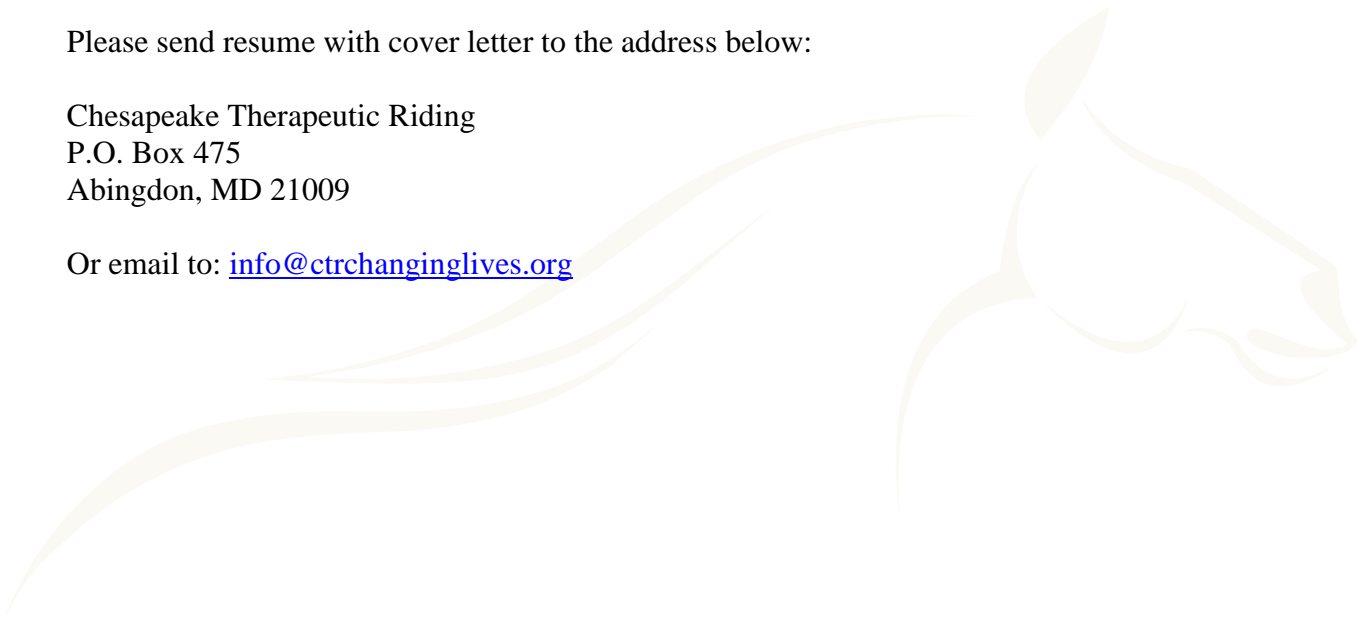 Please send resume with cover letter to the address below:
Chesapeake Therapeutic Riding
P.O. Box 475
Abingdon, MD 21009
Or email to: info@ctrchanginglives.org